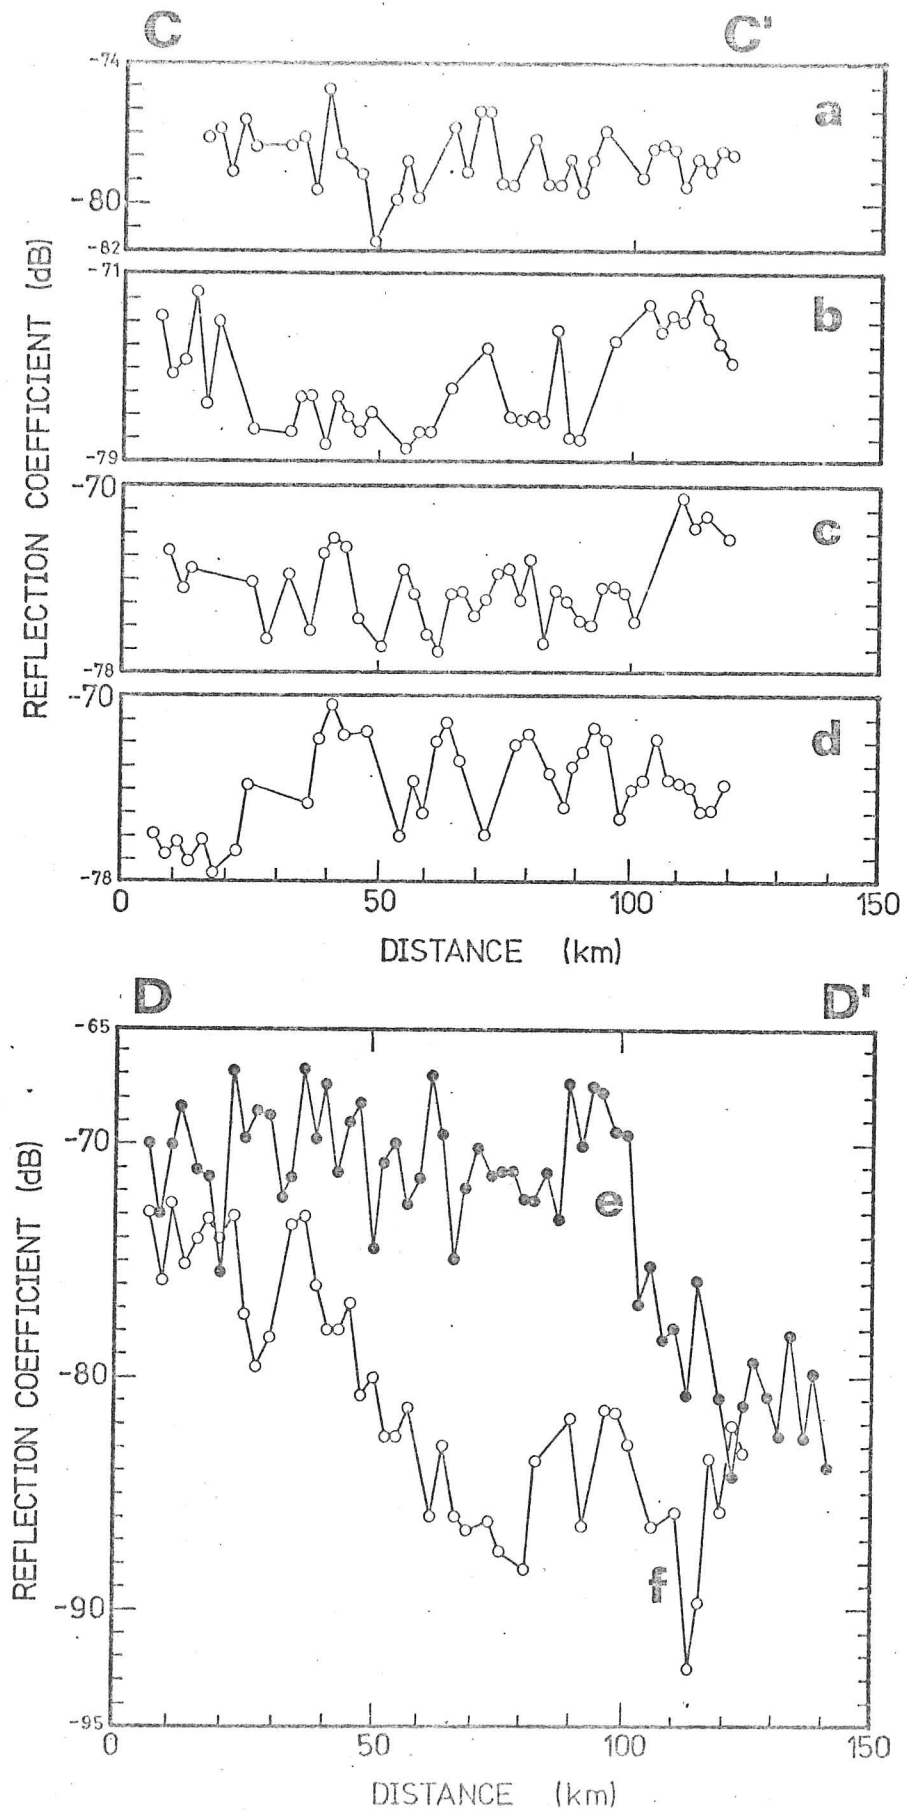 C C'
-74
a
-80
-82
-71
b
-79
-70
c
-78
-70
d
-78
0 50 100 150
DISTANCE (km)
REFLECTION COEFFICIENT (dB)
D D'
-65
-70
e
-80
f
-90
-95
0 50 100 150
DISTANCE (km)
REFLECTION COEFFICIENT (dB)